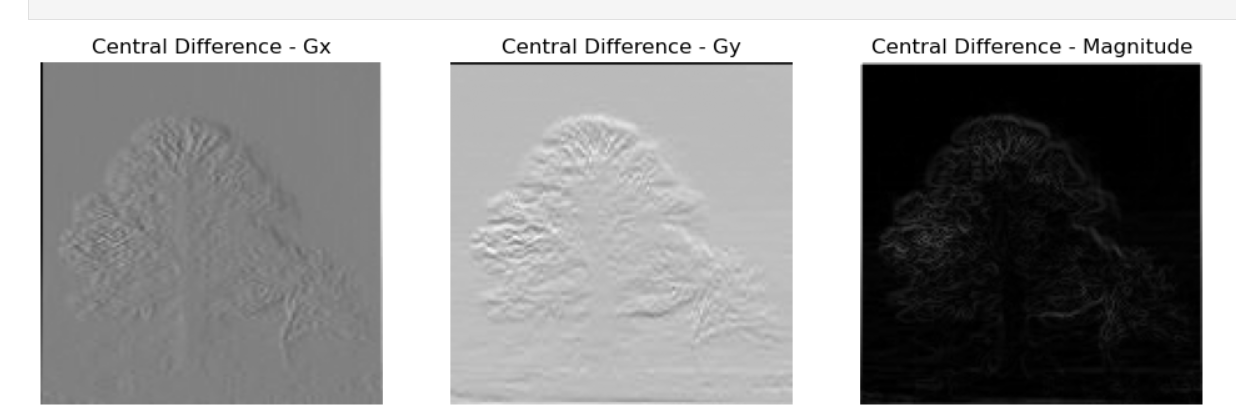 Central Difference - Gx
Central Difference - Gy
Central Difference - Magnitude